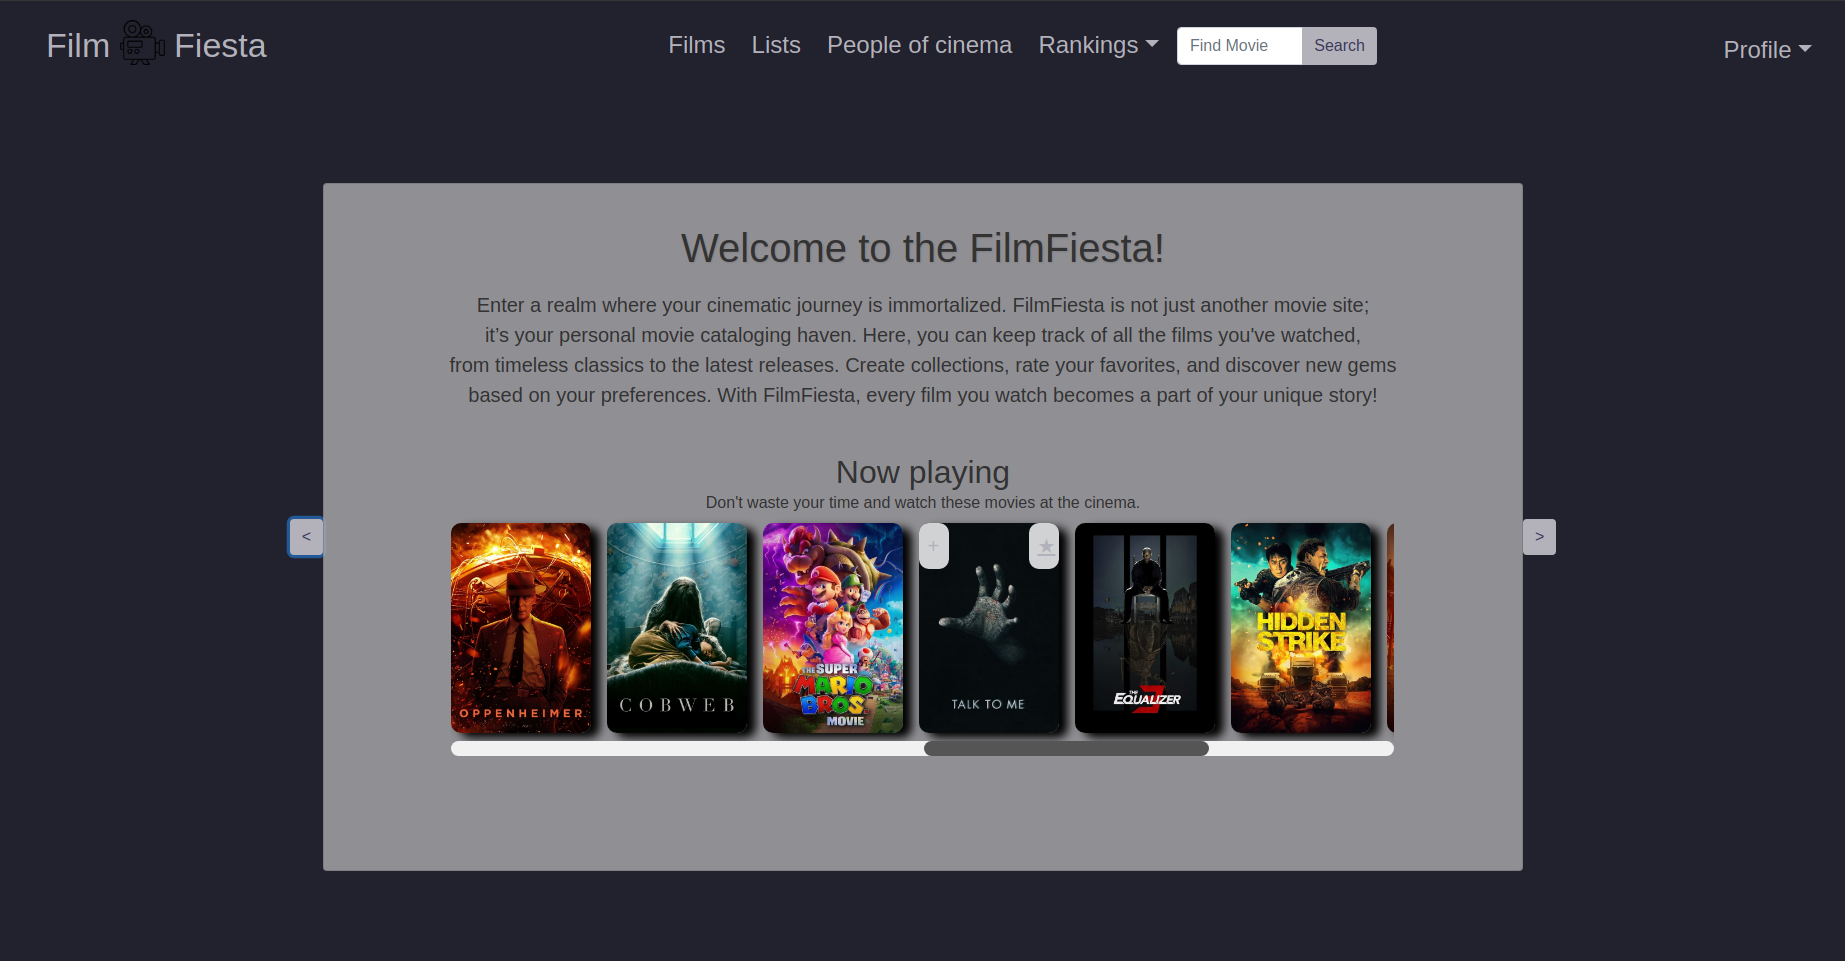 Film Fiesta
Films Lists People of cinema Rankings Find Movie Search Profile
Welcome to the FilmFiesta!
Enter a realm where your cinematic journey is immortalized. FilmFiesta is not just another movie site;
it’s your personal movie cataloging haven. Here, you can keep track of all the films you've watched,
from timeless classics to the latest releases. Create collections, rate your favorites, and discover new gems
based on your preferences. With FilmFiesta, every film you watch becomes a part of your unique story!
Now playing
Don't waste your time and watch these movies at the cinema.
<
>
+
OPPENHEIMER
COBWEB
THE SUPER
MARIO
BROS
MOVIE
TALK TO ME
THE
EQUALIZER
3
HIDDEN
STRIKE